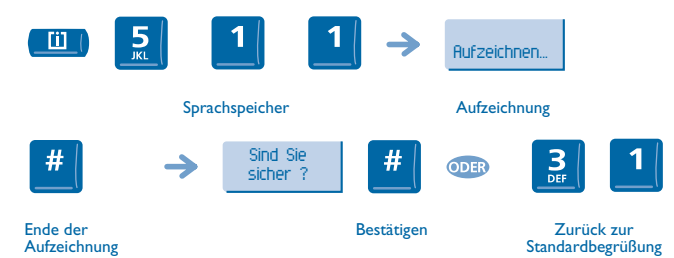 [i] 5 JKL 1 1 Aufzeichnen...
Sprachspeicher Aufzeichnung
# Sind Sie sicher ? # ODER 3 DEF 1
Ende der Aufzeichnung Bestätigen Zurück zur Standardbegrüßung